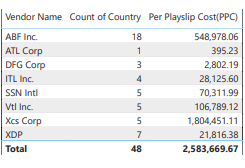 Vendor Name Count of Country Per Playslip Cost(PPC)
ABF Inc. 18 548,978.06
ATL Corp 1 395.23
DFG Corp 3 2,802.19
ITL Inc. 4 28,125.60
SSN Intl 5 70,311.99
Vtl Inc. 5 106,789.12
Xcs Corp 5 1,804,451.11
XDP 7 21,816.38
Total 48 2,583,669.67